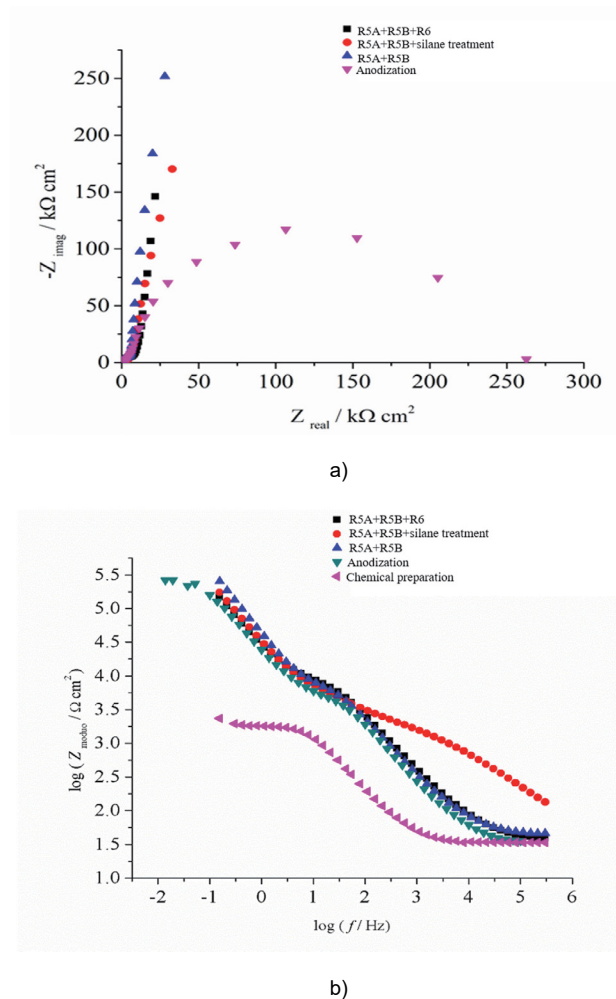 R5A+R5B+R6
R5A+R5B+silane treatment
R5A+R5B
Anodization
250
200
150
100
50
0
-Z imag / kΩ cm²
0 50 100 150 200 250 300
Z real / kΩ cm²
a)
R5A+R5B+R6
R5A+R5B+silane treatment
R5A+R5B
Anodization
Chemical preparation
5.5
5.0
4.5
4.0
3.5
3.0
2.5
2.0
1.5
1.0
log (Z moduo / Ω cm²)
-2 -1 0 1 2 3 4 5 6
log (f / Hz)
b)